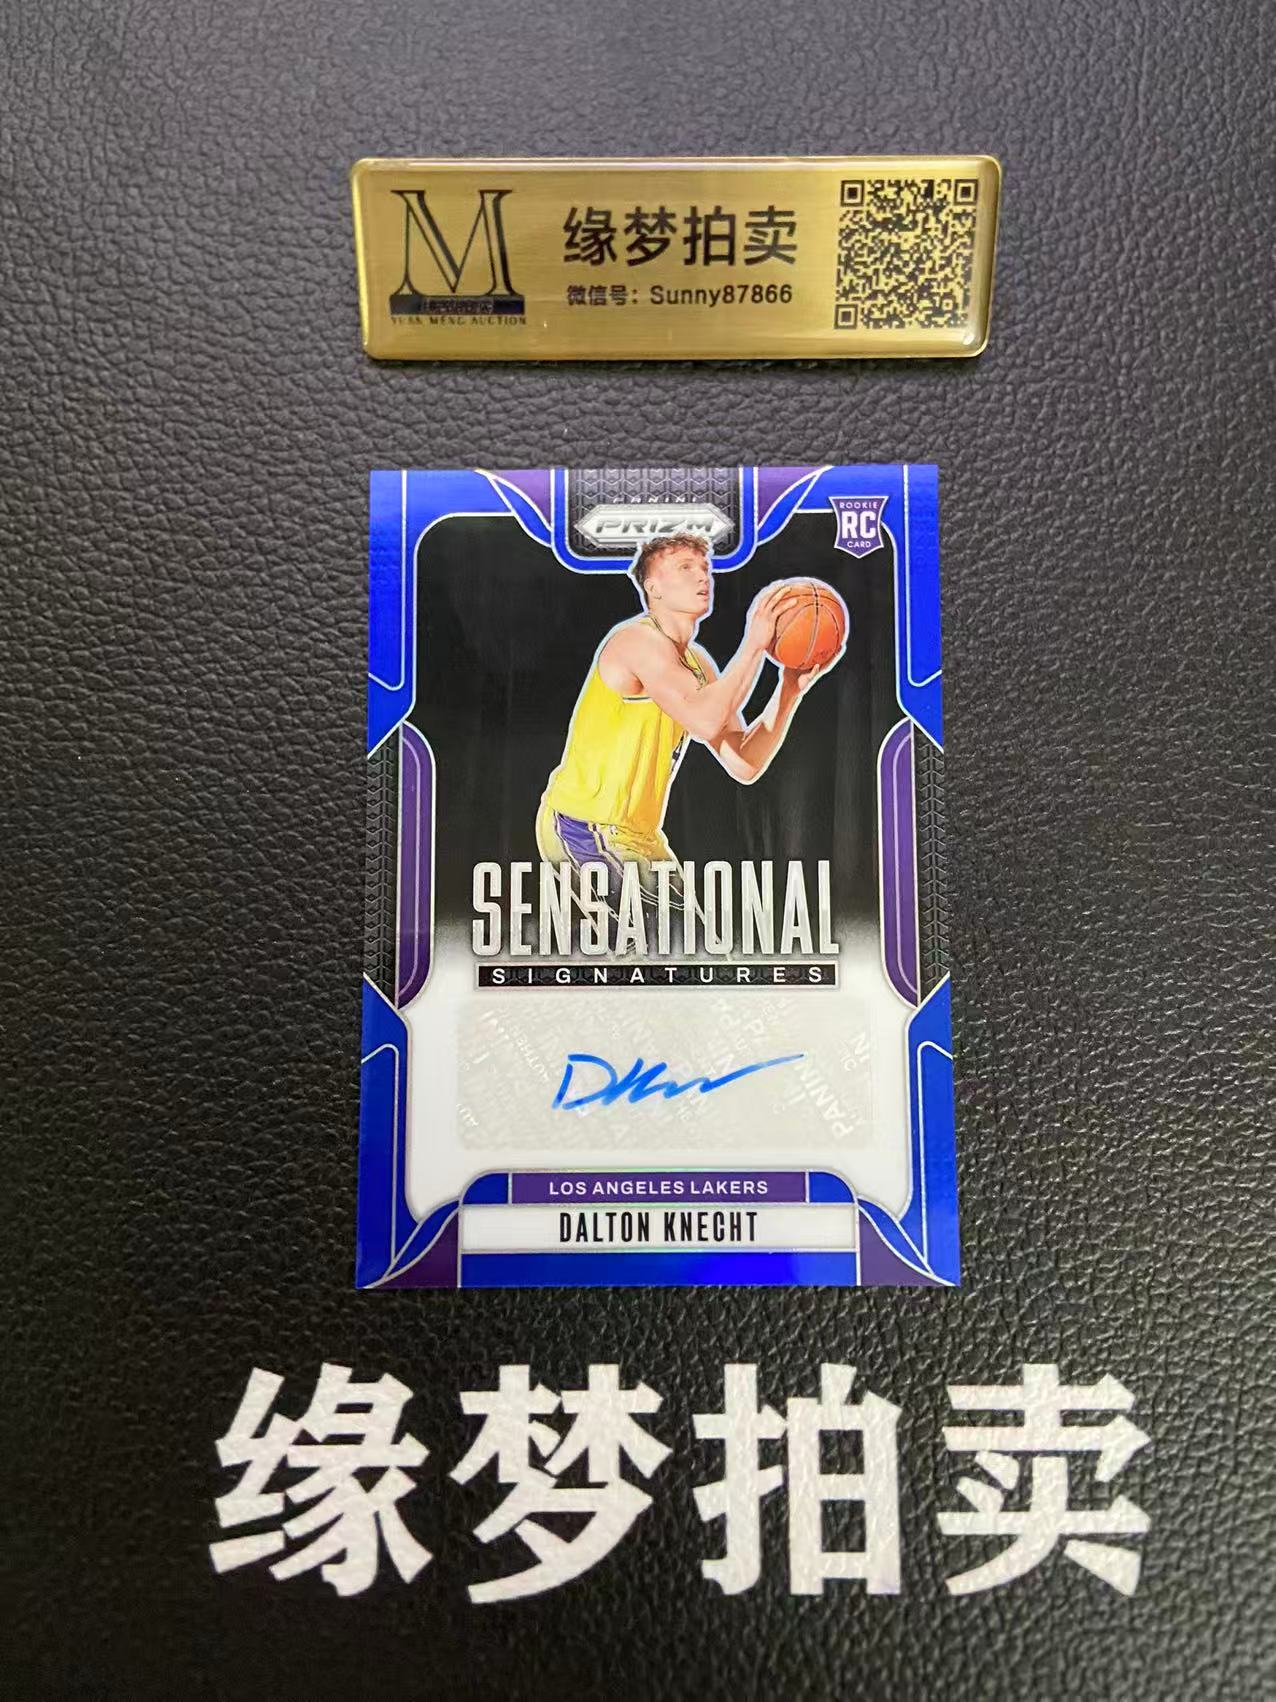 M
缘梦拍卖
微信号：Sunny87866
YUAN MENG AUCTION
PANINI
PRIZM
ROOKIE
RC
CARD
SENSATIONAL
SIGNATURES
LOS ANGELES LAKERS
DALTON KNECHT
缘梦拍卖